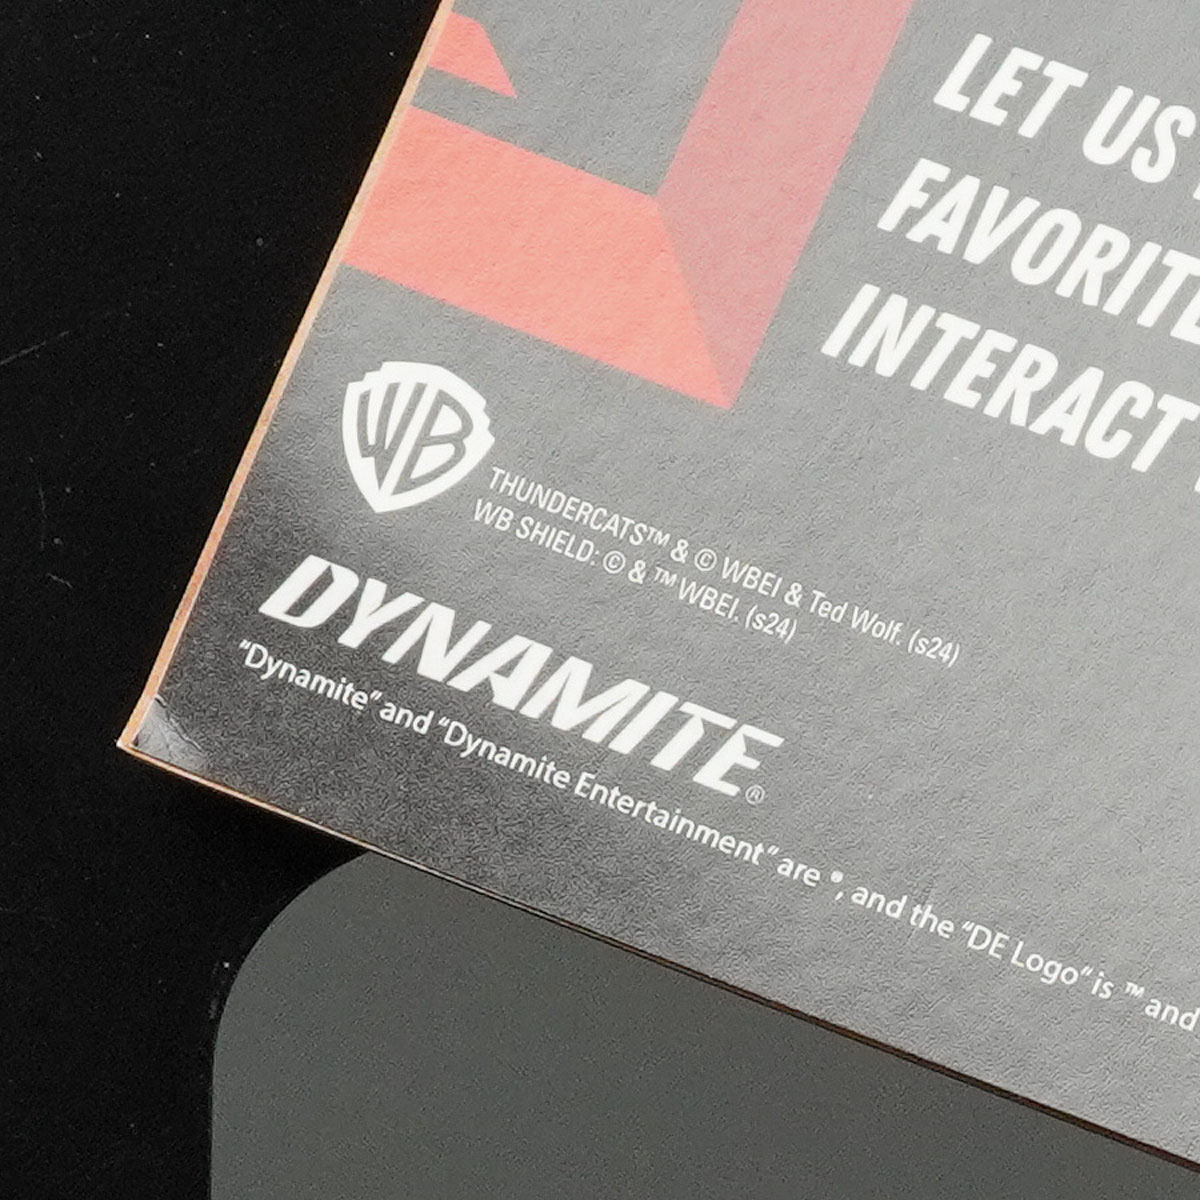 LET US
FAVORITE
INTERACT
WB
THUNDERCATS™ & © WBEI & Ted Wolf. (s24)
WB SHIELD: © & ™ WBEI. (s24)
DYNAMITE®
"Dynamite" and "Dynamite Entertainment" are ®, and the "DE Logo" is ™ and